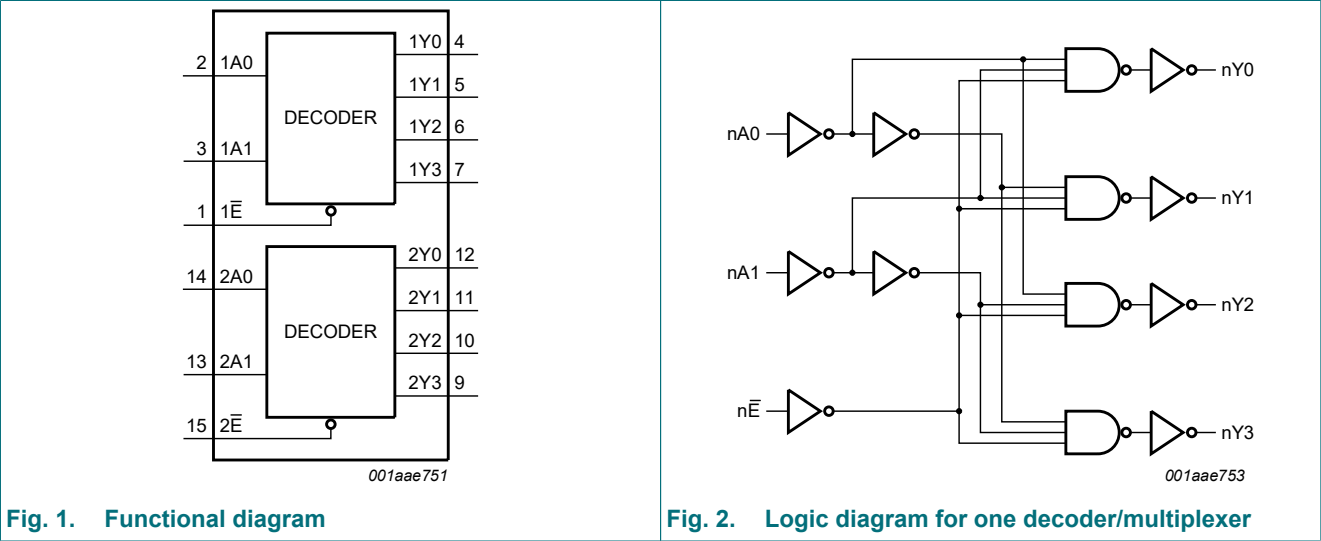 1Y0 4
2 1A0
1Y1 5
DECODER
1Y2 6
3 1A1
1Y3 7
1 1E̅
2Y0 12
14 2A0
2Y1 11
DECODER
2Y2 10
13 2A1
2Y3 9
15 2E̅
001aae751
Fig. 1. Functional diagram
nY0
nA0
nY1
nA1
nY2
nE̅
nY3
001aae753
Fig. 2. Logic diagram for one decoder/multiplexer